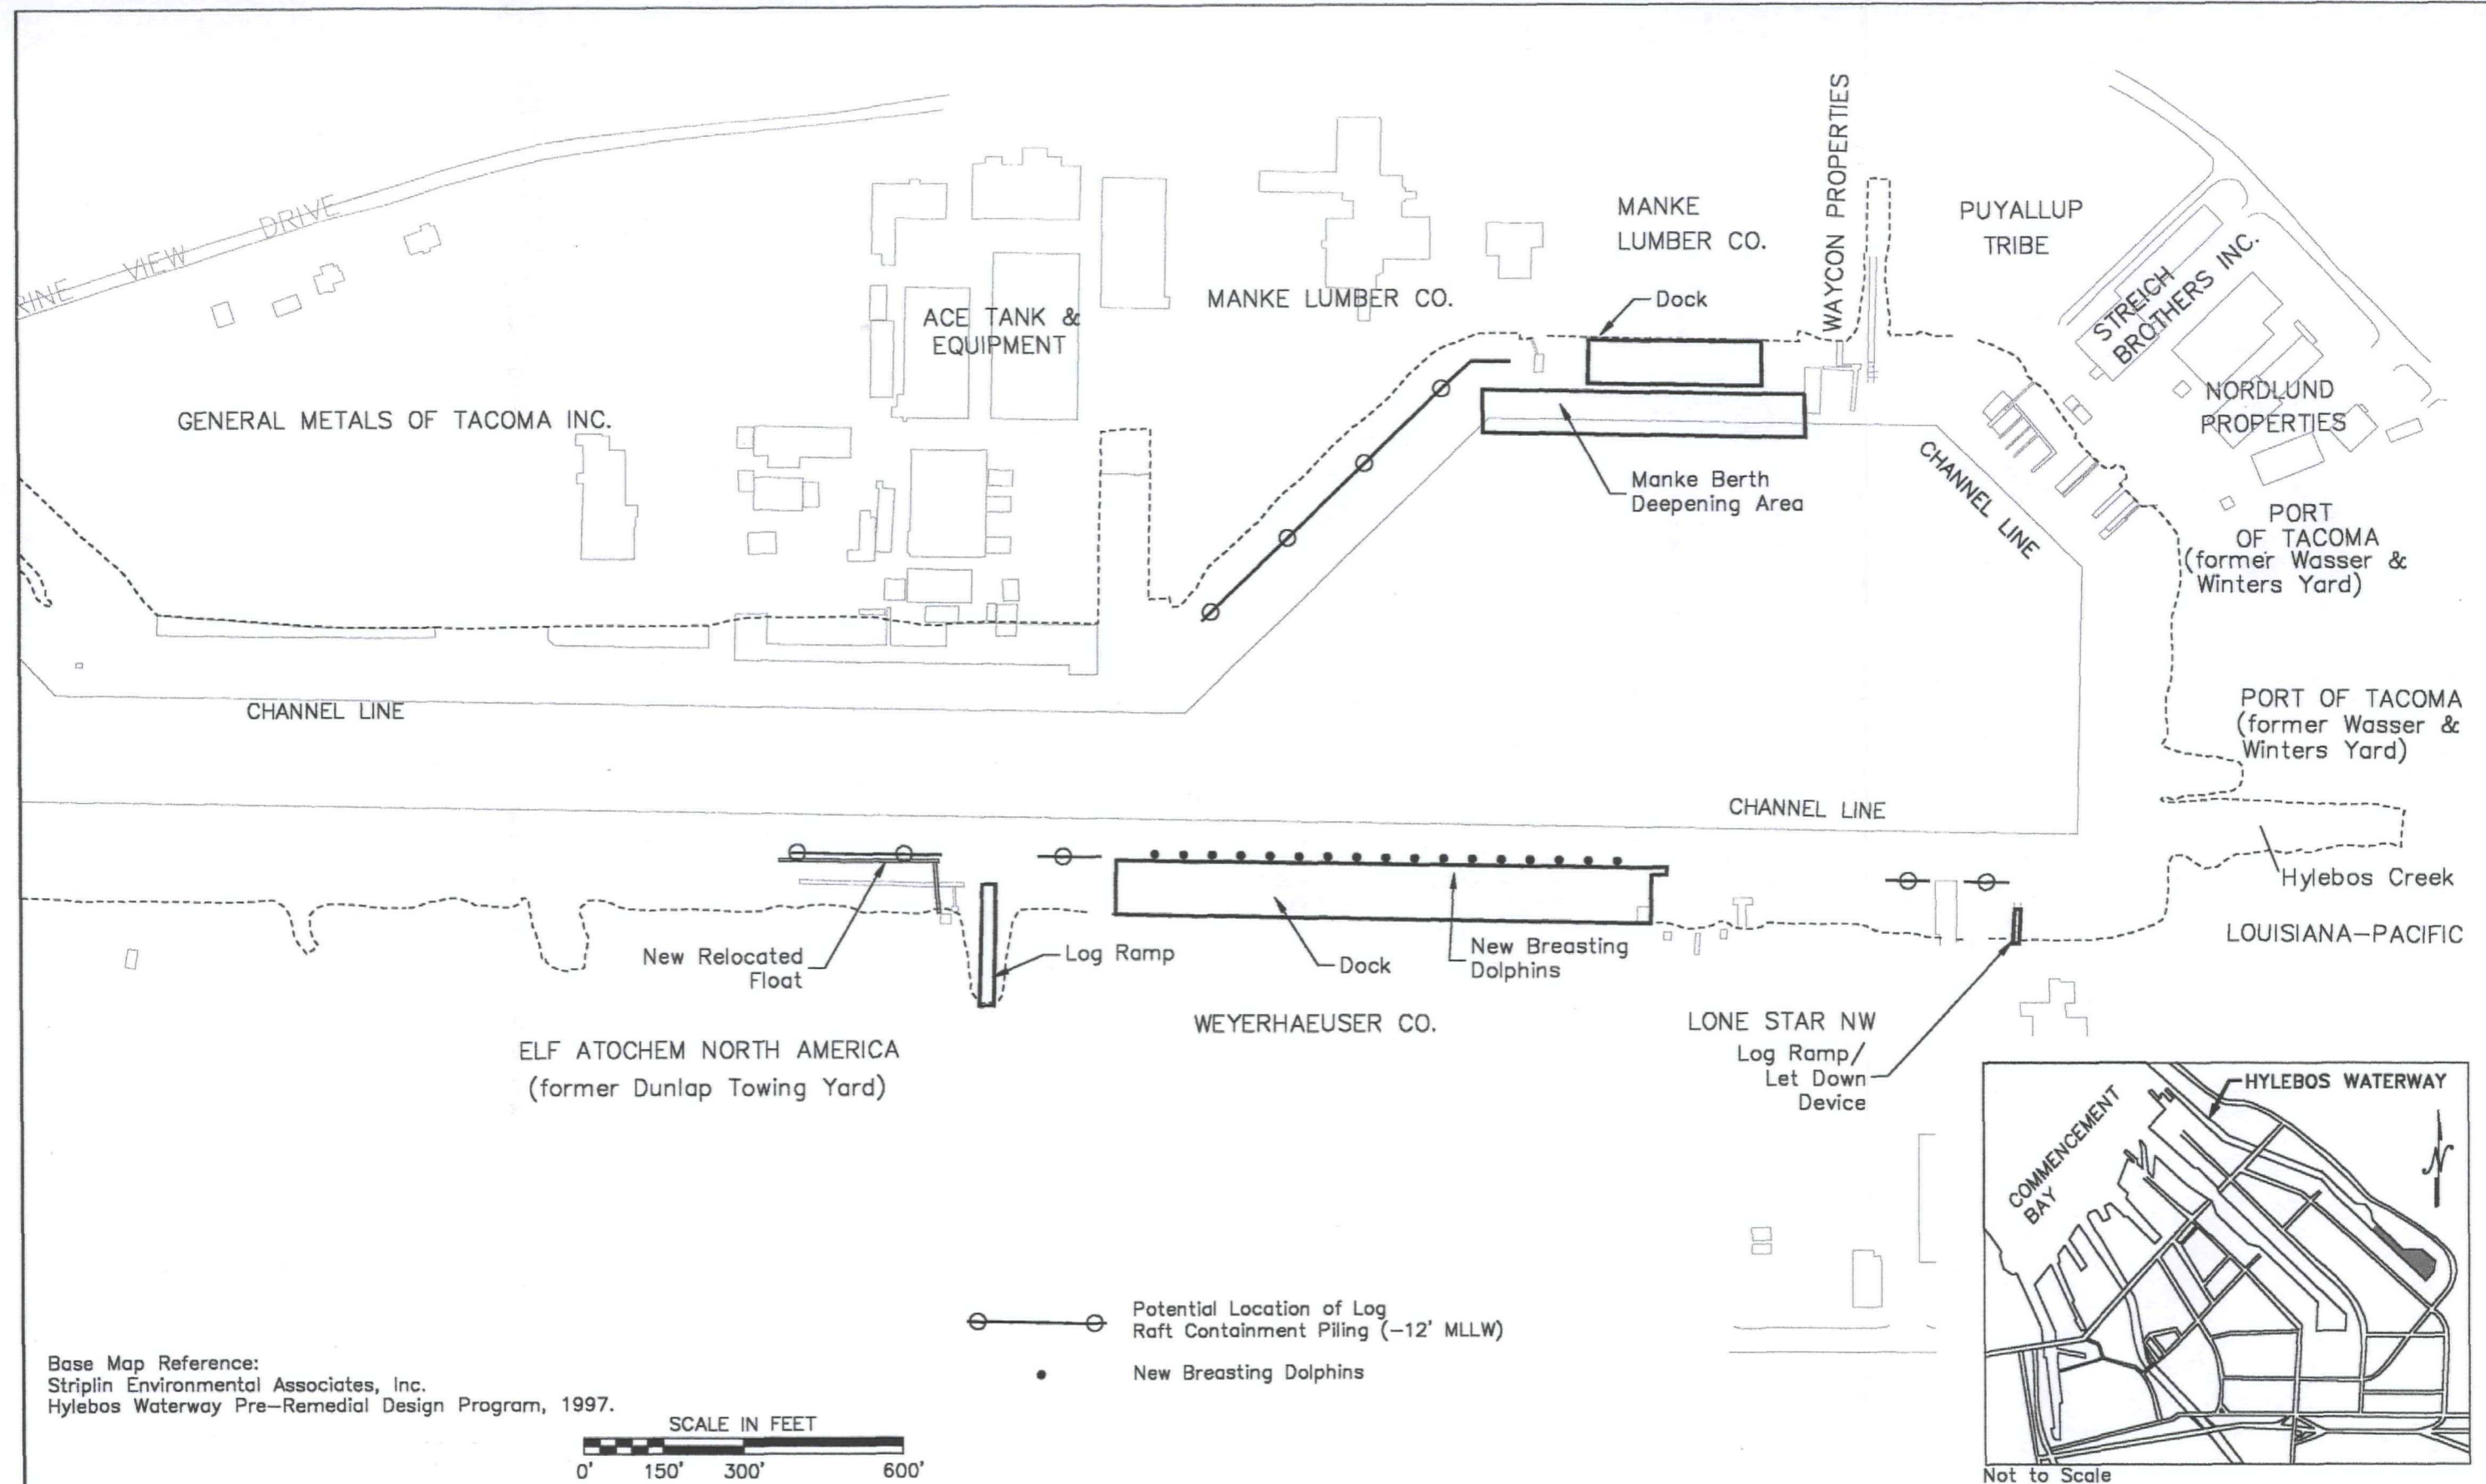 RINE VIEW DRIVE
GENERAL METALS OF TACOMA INC.
ACE TANK &
EQUIPMENT
MANKE LUMBER CO.
MANKE
LUMBER CO.
Dock
WAYCON PROPERTIES
PUYALLUP
TRIBE
STREICH
BROTHERS INC.
NORDLUND
PROPERTIES
Manke Berth
Deepening Area
CHANNEL LINE
PORT
OF TACOMA
(former Wasser &
Winters Yard)
PORT OF TACOMA
(former Wasser &
Winters Yard)
CHANNEL LINE
CHANNEL LINE
Hylebos Creek
LOUISIANA-PACIFIC
New Relocated
Float
Log Ramp
Dock
New Breasting
Dolphins
WEYERHAEUSER CO.
ELF ATOCHEM NORTH AMERICA
(former Dunlap Towing Yard)
LONE STAR NW
Log Ramp/
Let Down
Device
HYLEBOS WATERWAY
COMMENCEMENT
BAY
N
Not to Scale
Potential Location of Log
Raft Containment Piling (-12' MLLW)
New Breasting Dolphins
Base Map Reference:
Striplin Environmental Associates, Inc.
Hylebos Waterway Pre-Remedial Design Program, 1997.
SCALE IN FEET
0' 150' 300' 600'